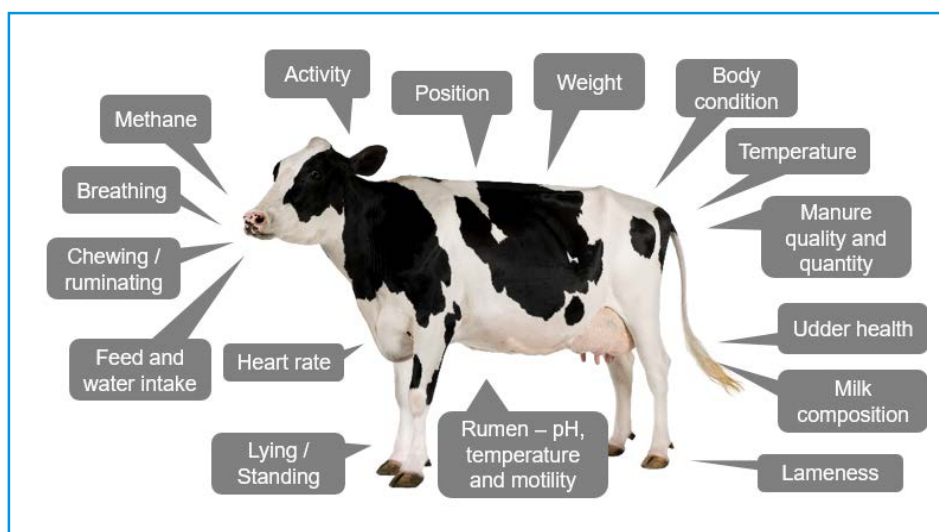 Activity
Position
Weight
Body
condition
Methane
Temperature
Breathing
Manure
quality and
quantity
Chewing /
ruminating
Udder health
Feed and
water intake
Heart rate
Milk
composition
Lying /
Standing
Rumen – pH,
temperature
and motility
Lameness